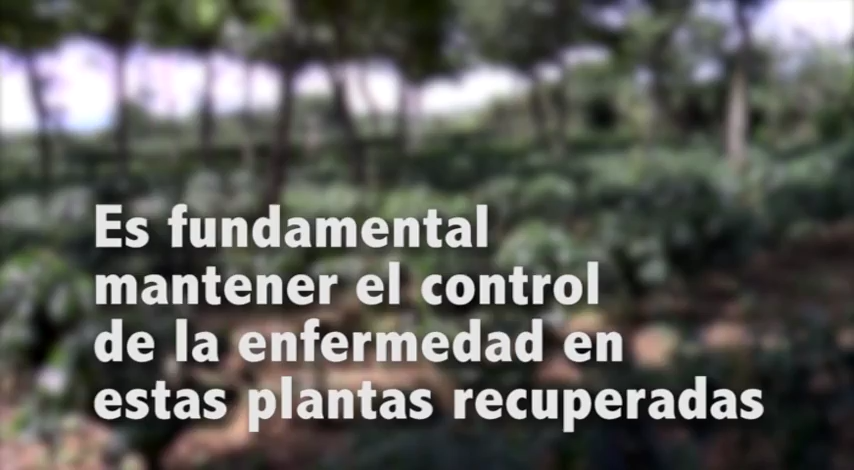 Es fundamental
mantener el control
de la enfermedad en
estas plantas recuperadas